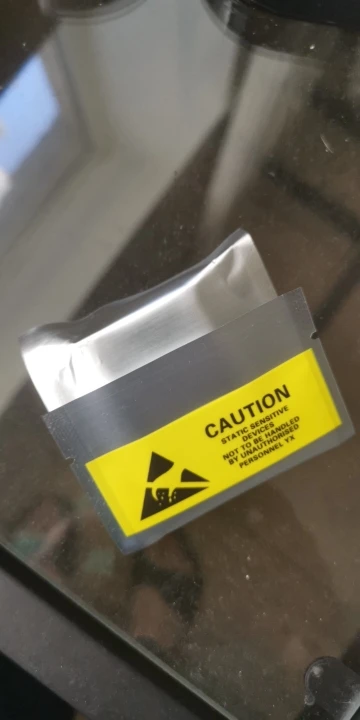 CAUTION
STATIC SENSITIVE
DEVICES
NOT TO BE HANDLED
BY UNAUTHORISED
PERSONNEL YX